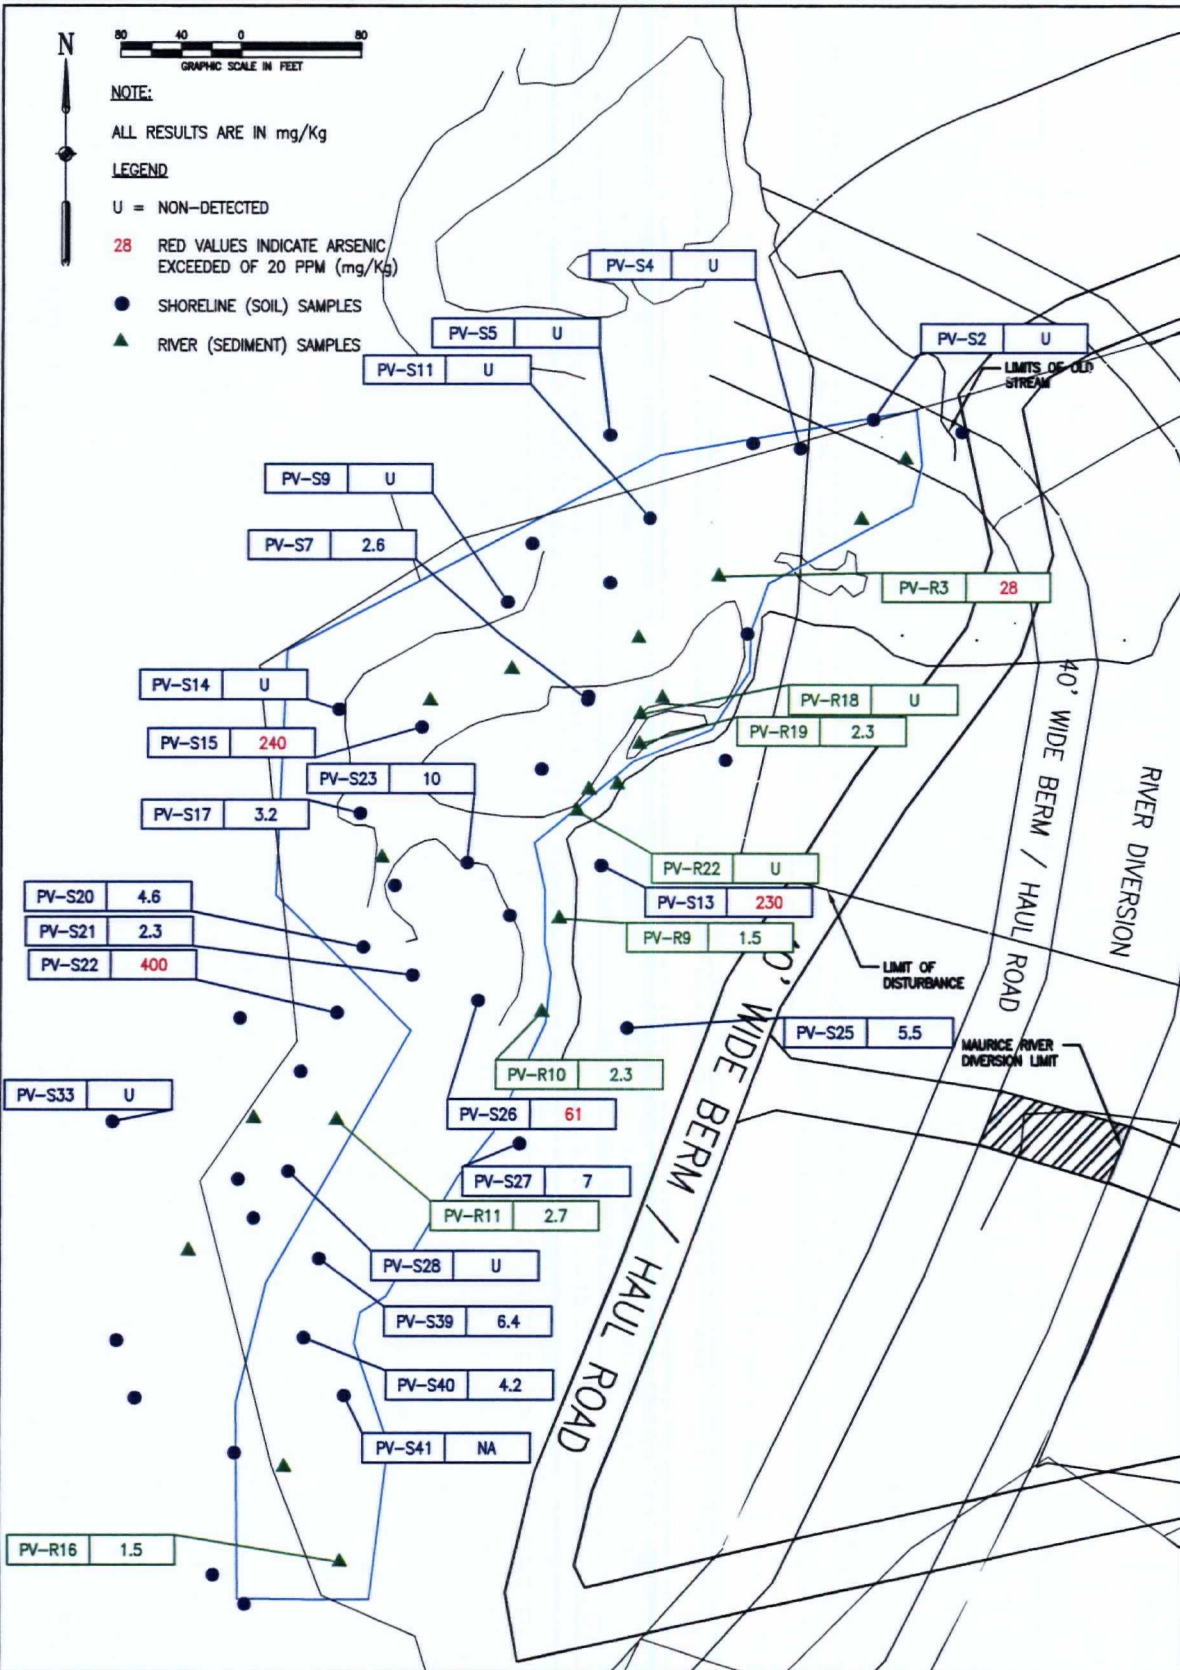 N
80 40 0 80
GRAPHIC SCALE IN FEET
NOTE:
ALL RESULTS ARE IN mg/Kg
LEGEND
U = NON-DETECTED
28 RED VALUES INDICATE ARSENIC
EXCEEDED OF 20 PPM (mg/Kg)
SHORELINE (SOIL) SAMPLES
RIVER (SEDIMENT) SAMPLES
PV-S4 U
PV-S5 U
PV-S2 U
PV-S11 U
LIMITS OF OLD
STREAM
PV-S9 U
PV-S7 2.6
PV-R3 28
PV-S14 U
PV-R18 U
PV-S15 240
PV-R19 2.3
PV-S23 10
PV-S17 3.2
PV-R22 U
PV-S20 4.6
PV-S13 230
PV-S21 2.3
PV-R9 1.5
PV-S22 400
LIMIT OF
DISTURBANCE
40' WIDE BERM / HAUL ROAD
RIVER DIVERSION
PV-S25 5.5
MAURICE RIVER
DIVERSION LIMIT
PV-R10 2.3
PV-S33 U
PV-S26 61
PV-S27 7
PV-R11 2.7
0' WIDE BERM / HAUL ROAD
PV-S28 U
PV-S39 6.4
PV-S40 4.2
PV-S41 NA
PV-R16 1.5